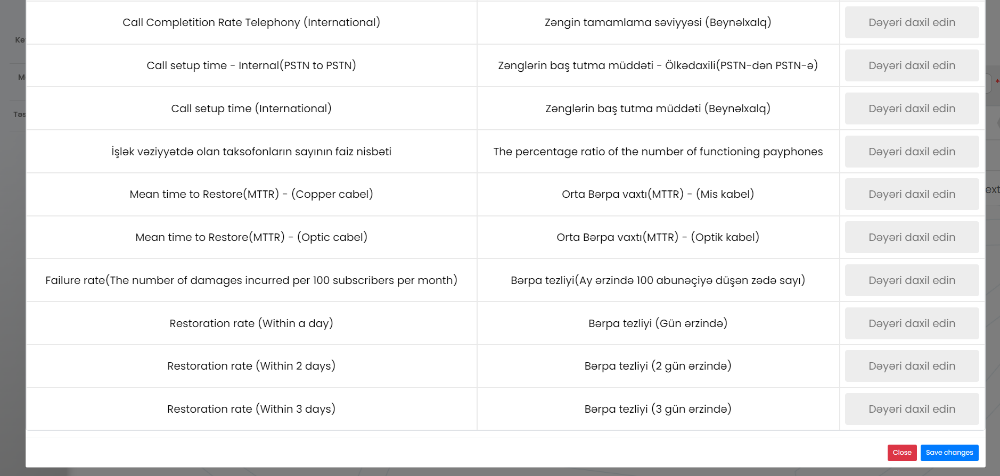 Call Completition Rate Telephony (International) Zəngin tamamlama səviyyəsi (Beynəlxalq) Dəyəri daxil edin
Call setup time - Internal(PSTN to PSTN) Zənglərin baş tutma müddəti - Ölkədaxili(PSTN-dən PSTN-ə) Dəyəri daxil edin
Call setup time (International) Zənglərin baş tutma müddəti (Beynəlxalq) Dəyəri daxil edin
İşlək vəziyyətdə olan taksofonların sayının faiz nisbəti The percentage ratio of the number of functioning payphones Dəyəri daxil edin
Mean time to Restore(MTTR) - (Copper cabel) Orta Bərpa vaxtı(MTTR) - (Mis kabel) Dəyəri daxil edin
Mean time to Restore(MTTR) - (Optic cabel) Orta Bərpa vaxtı(MTTR) - (Optik kabel) Dəyəri daxil edin
Failure rate(The number of damages incurred per 100 subscribers per month) Bərpa tezliyi(Ay ərzində 100 abunəçiyə düşən zədə sayı) Dəyəri daxil edin
Restoration rate (Within a day) Bərpa tezliyi (Gün ərzində) Dəyəri daxil edin
Restoration rate (Within 2 days) Bərpa tezliyi (2 gün ərzində) Dəyəri daxil edin
Restoration rate (Within 3 days) Bərpa tezliyi (3 gün ərzində) Dəyəri daxil edin
Close Save changes